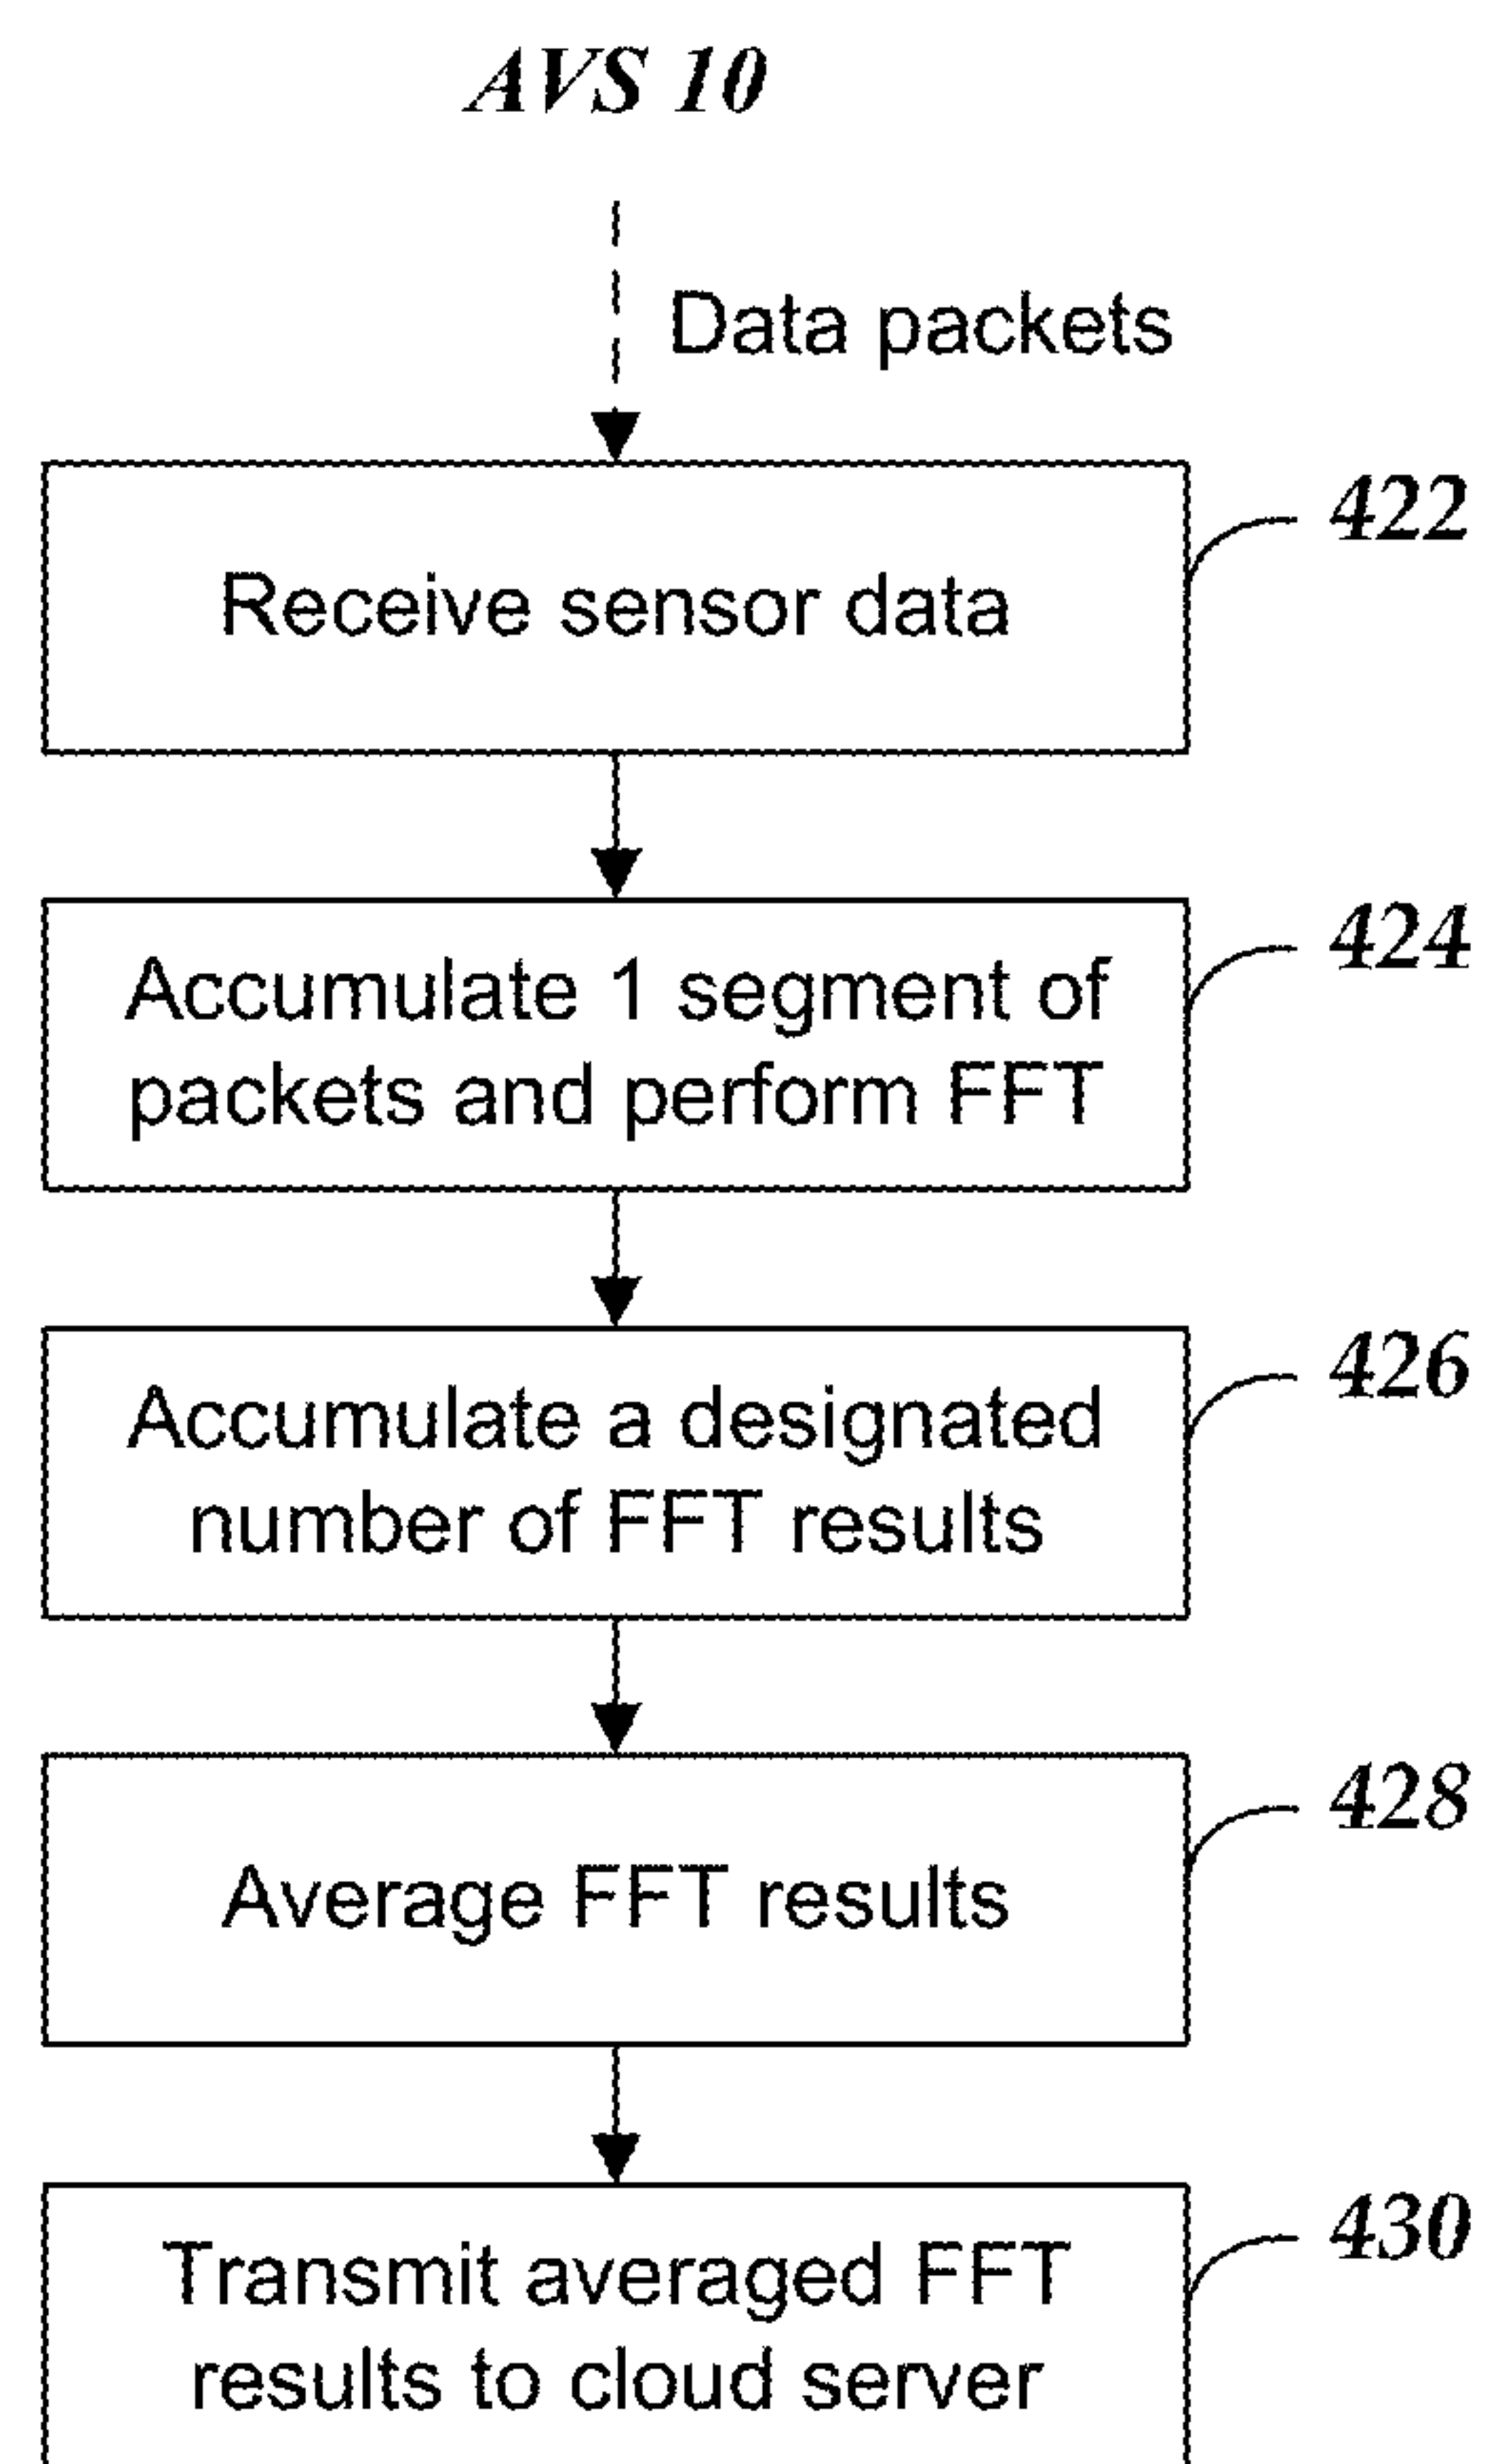 AVS 10
Data packets
422
Receive sensor data
424
Accumulate 1 segment of
packets and perform FFT
426
Accumulate a designated
number of FFT results
428
Average FFT results
430
Transmit averaged FFT
results to cloud server